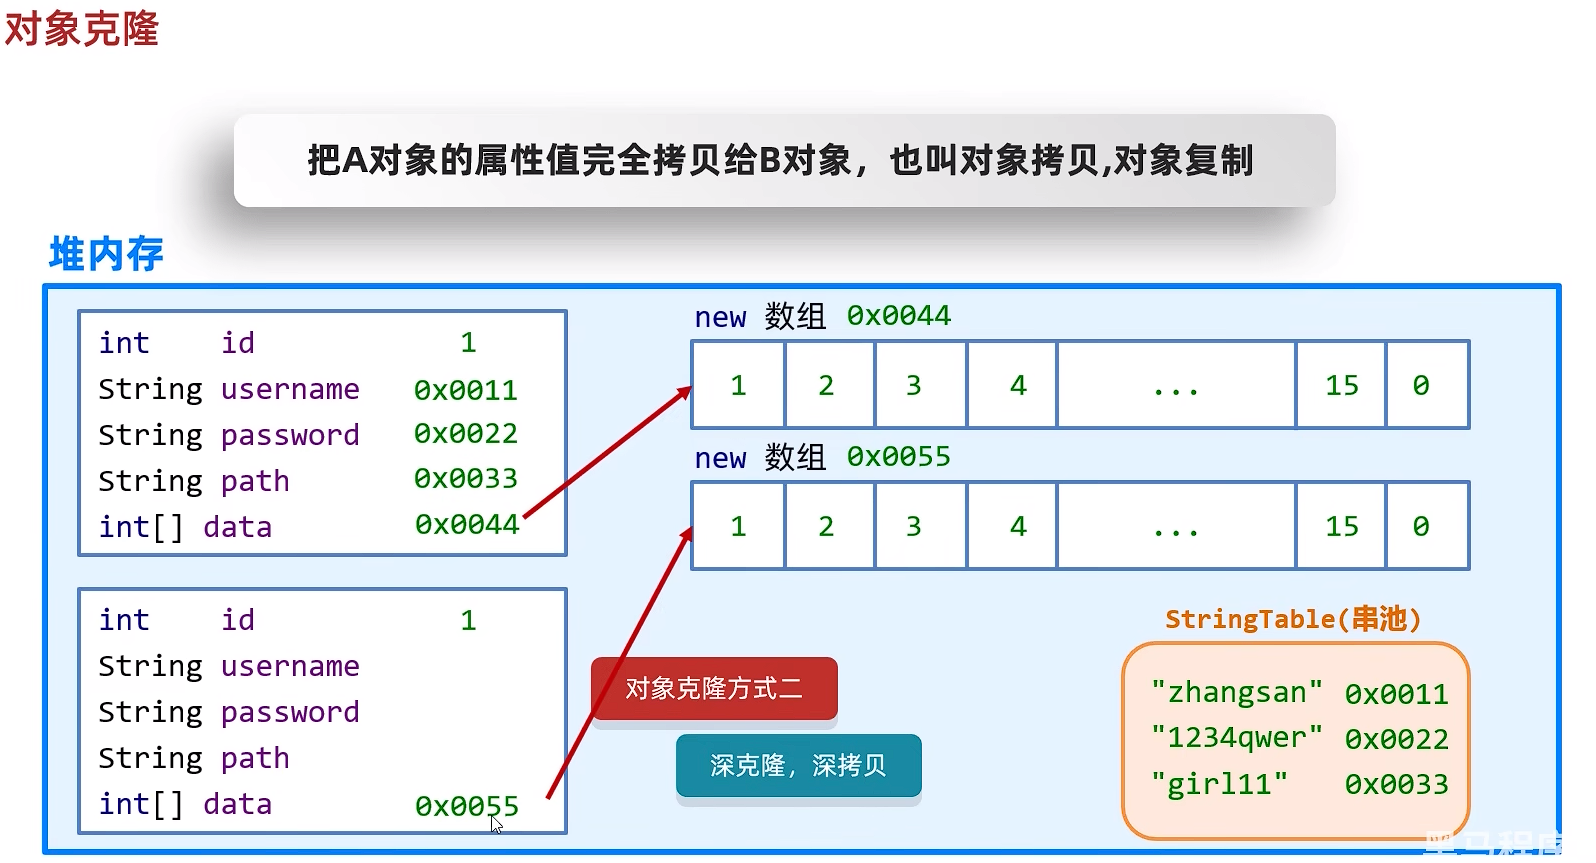 对象克隆
把A对象的属性值完全拷贝给B对象，也叫对象拷贝,对象复制
堆内存
int id 1
String username 0x0011
String password 0x0022
String path 0x0033
int[] data 0x0044
new 数组 0x0044
1 2 3 4 ... 15 0
new 数组 0x0055
1 2 3 4 ... 15 0
int id 1
String username
String password
String path
int[] data 0x0055
对象克隆方式二
深克隆，深拷贝
StringTable(串池)
"zhangsan" 0x0011
"1234qwer" 0x0022
"girl11" 0x0033
黑马程序